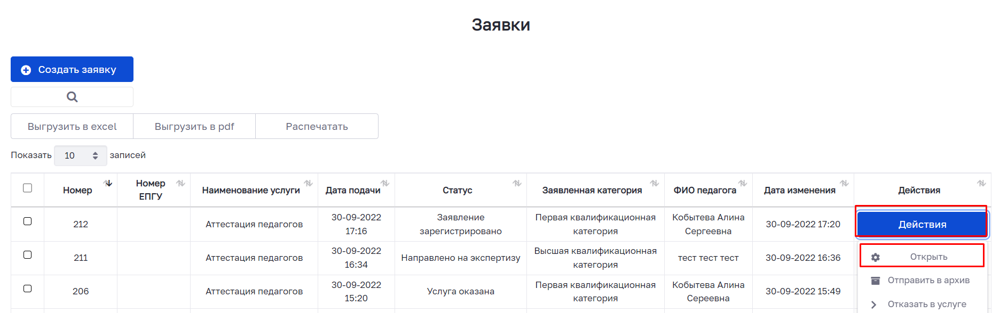 Заявки
Создать заявку
Выгрузить в excel Выгрузить в pdf Распечатать
Показать 10 записей
Номер Номер ЕПГУ Наименование услуги Дата подачи Статус Заявленная категория ФИО педагога Дата изменения Действия
212 Аттестация педагогов 30-09-2022 17:16 Заявление зарегистрировано Первая квалификационная категория Кобытева Алина Сергеевна 30-09-2022 17:20 Действия
211 Аттестация педагогов 30-09-2022 16:34 Направлено на экспертизу Высшая квалификационная категория тест тест тест 30-09-2022 16:36 Открыть
206 Аттестация педагогов 30-09-2022 15:20 Услуга оказана Первая квалификационная категория Кобытева Алина Сереевна 30-09-2022 15:49 Отправить в архив
Отказать в услуге